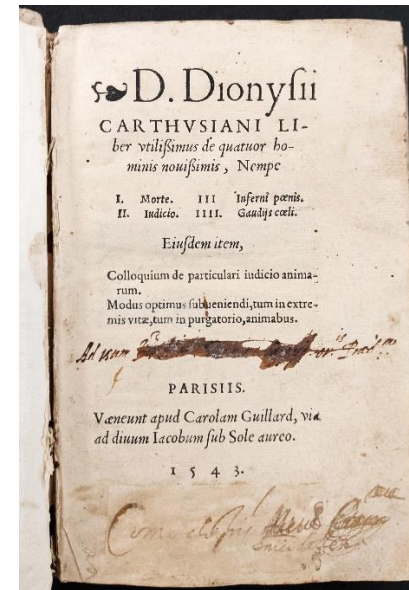 D. Dionyſii
CARTHVSIANI LI-
ber vtiliſsimus de quatuor ho-
minis nouiſsimis, Nempe
I. Morte. III Inferni pœnis.
II. Iudicio. IIII. Gaudijs cœli.
Eiuſdem item,
Colloquium de particulari iudicio anima-
rum.
Modus optimus ſubueniendi, tum in extre-
mis vitæ, tum in purgatorio, animabus.
Ad usum
PARISIIS.
Væneunt apud Carolam Guillard, via
ad diuum Iacobum ſub Sole aureo.
1543.